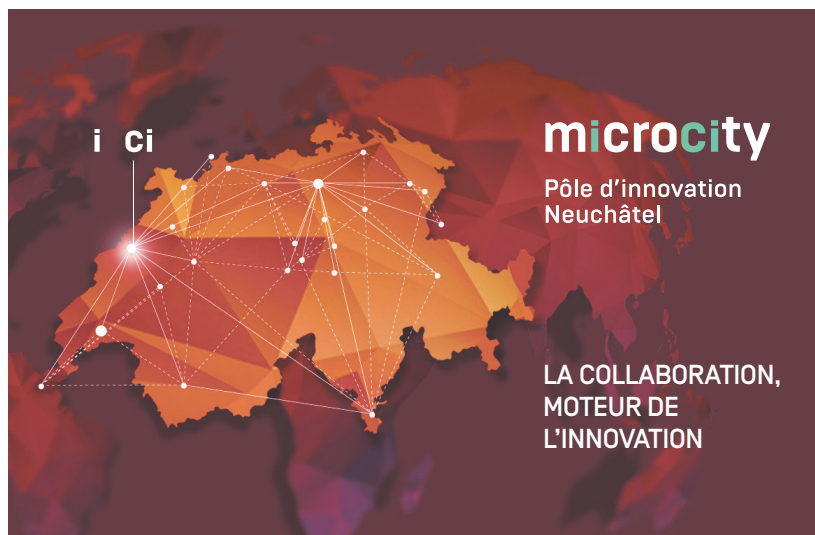 i ci
microcity
Pôle d'innovation
Neuchâtel
LA COLLABORATION,
MOTEUR DE
L'INNOVATION